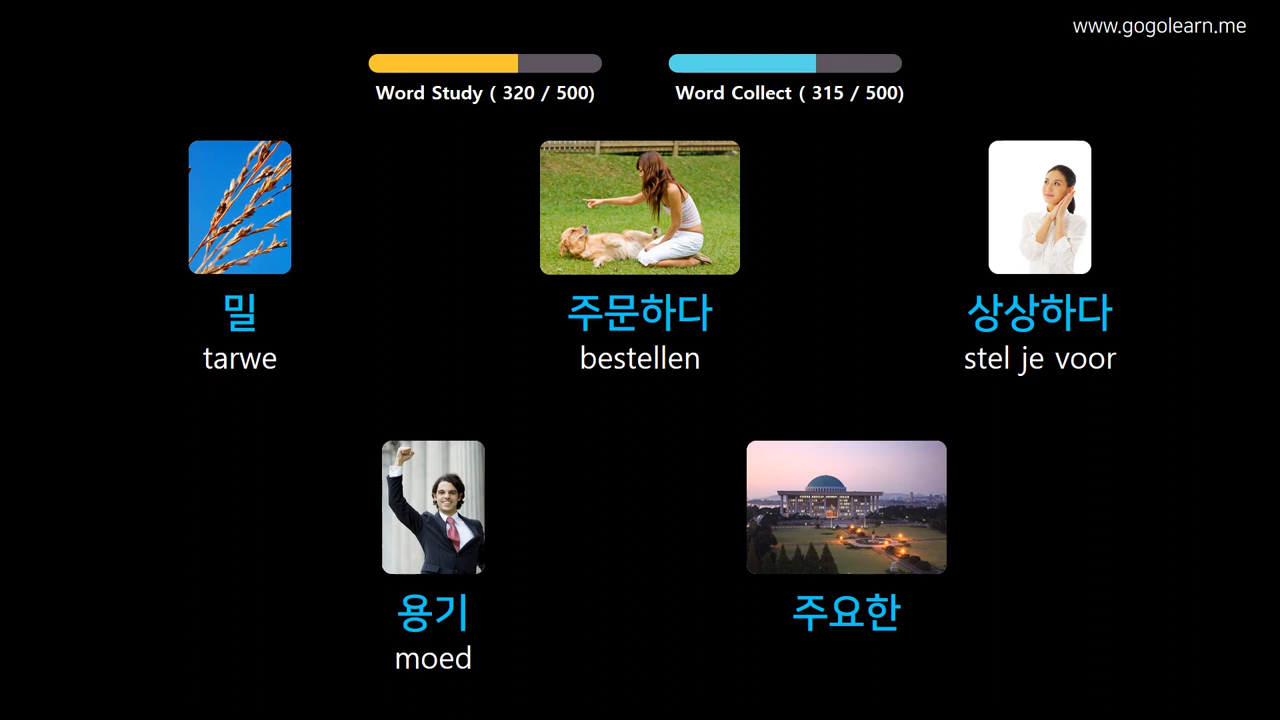 www.gogolearn.me
Word Study ( 320 / 500)
Word Collect ( 315 / 500)
밀
tarwe
주문하다
bestellen
상상하다
stel je voor
용기
moed
주요한